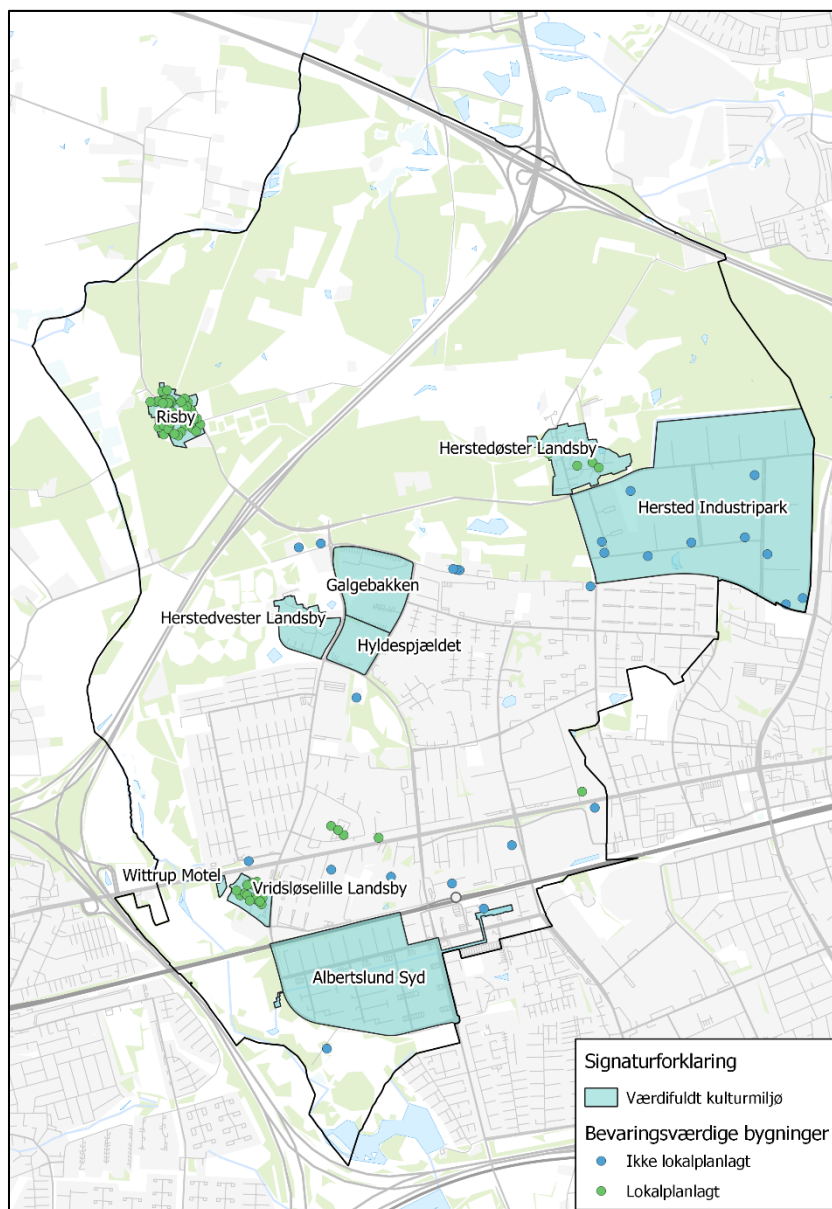 Risby
Herstedøster Landsby
Hersted Industripark
Galgebakken
Herstedvester Landsby
Hyldespjældet
Wittrup Motel
Vridsløselille Landsby
Albertslund Syd
Signaturforklaring
Værdifuldt kulturmiljø
Bevaringsværdige bygninger
Ikke lokalplanlagt
Lokalplanlagt